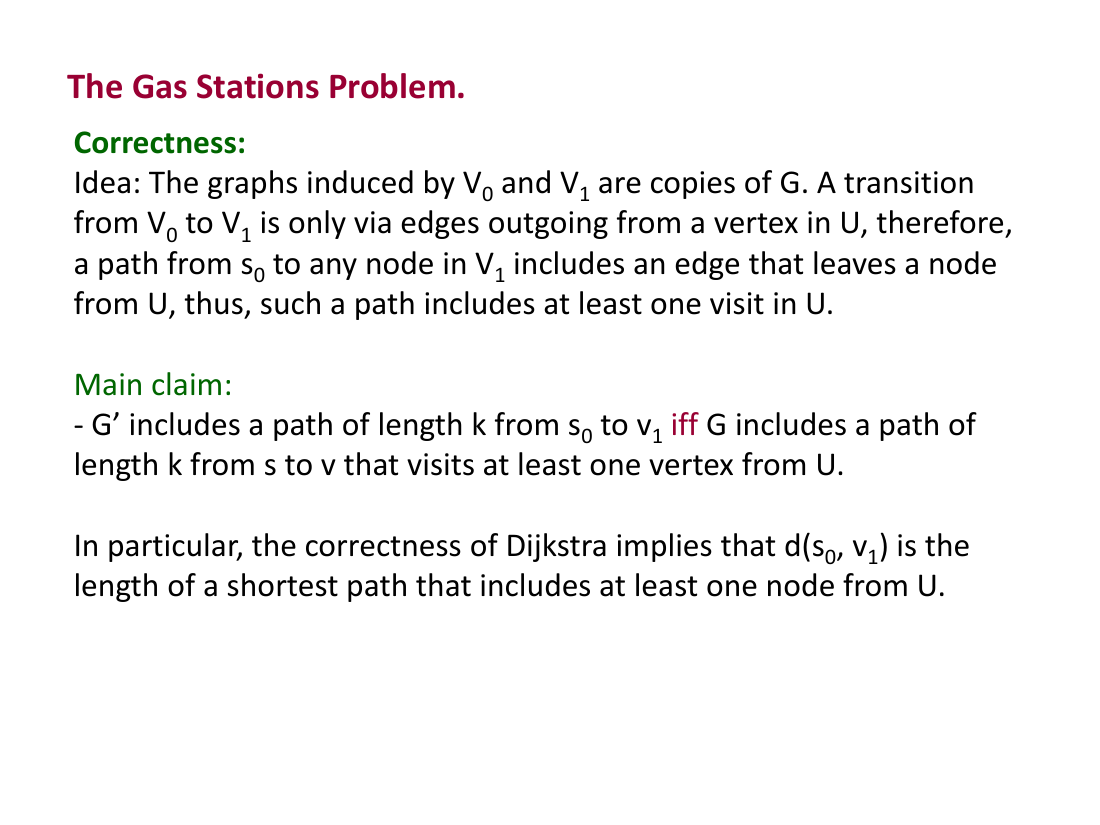 The Gas Stations Problem.
Correctness:
Idea: The graphs induced by V₀ and V₁ are copies of G. A transition
from V₀ to V₁ is only via edges outgoing from a vertex in U, therefore,
a path from s₀ to any node in V₁ includes an edge that leaves a node
from U, thus, such a path includes at least one visit in U.
Main claim:
- G’ includes a path of length k from s₀ to v₁ iff G includes a path of
length k from s to v that visits at least one vertex from U.
In particular, the correctness of Dijkstra implies that d(s₀, v₁) is the
length of a shortest path that includes at least one node from U.